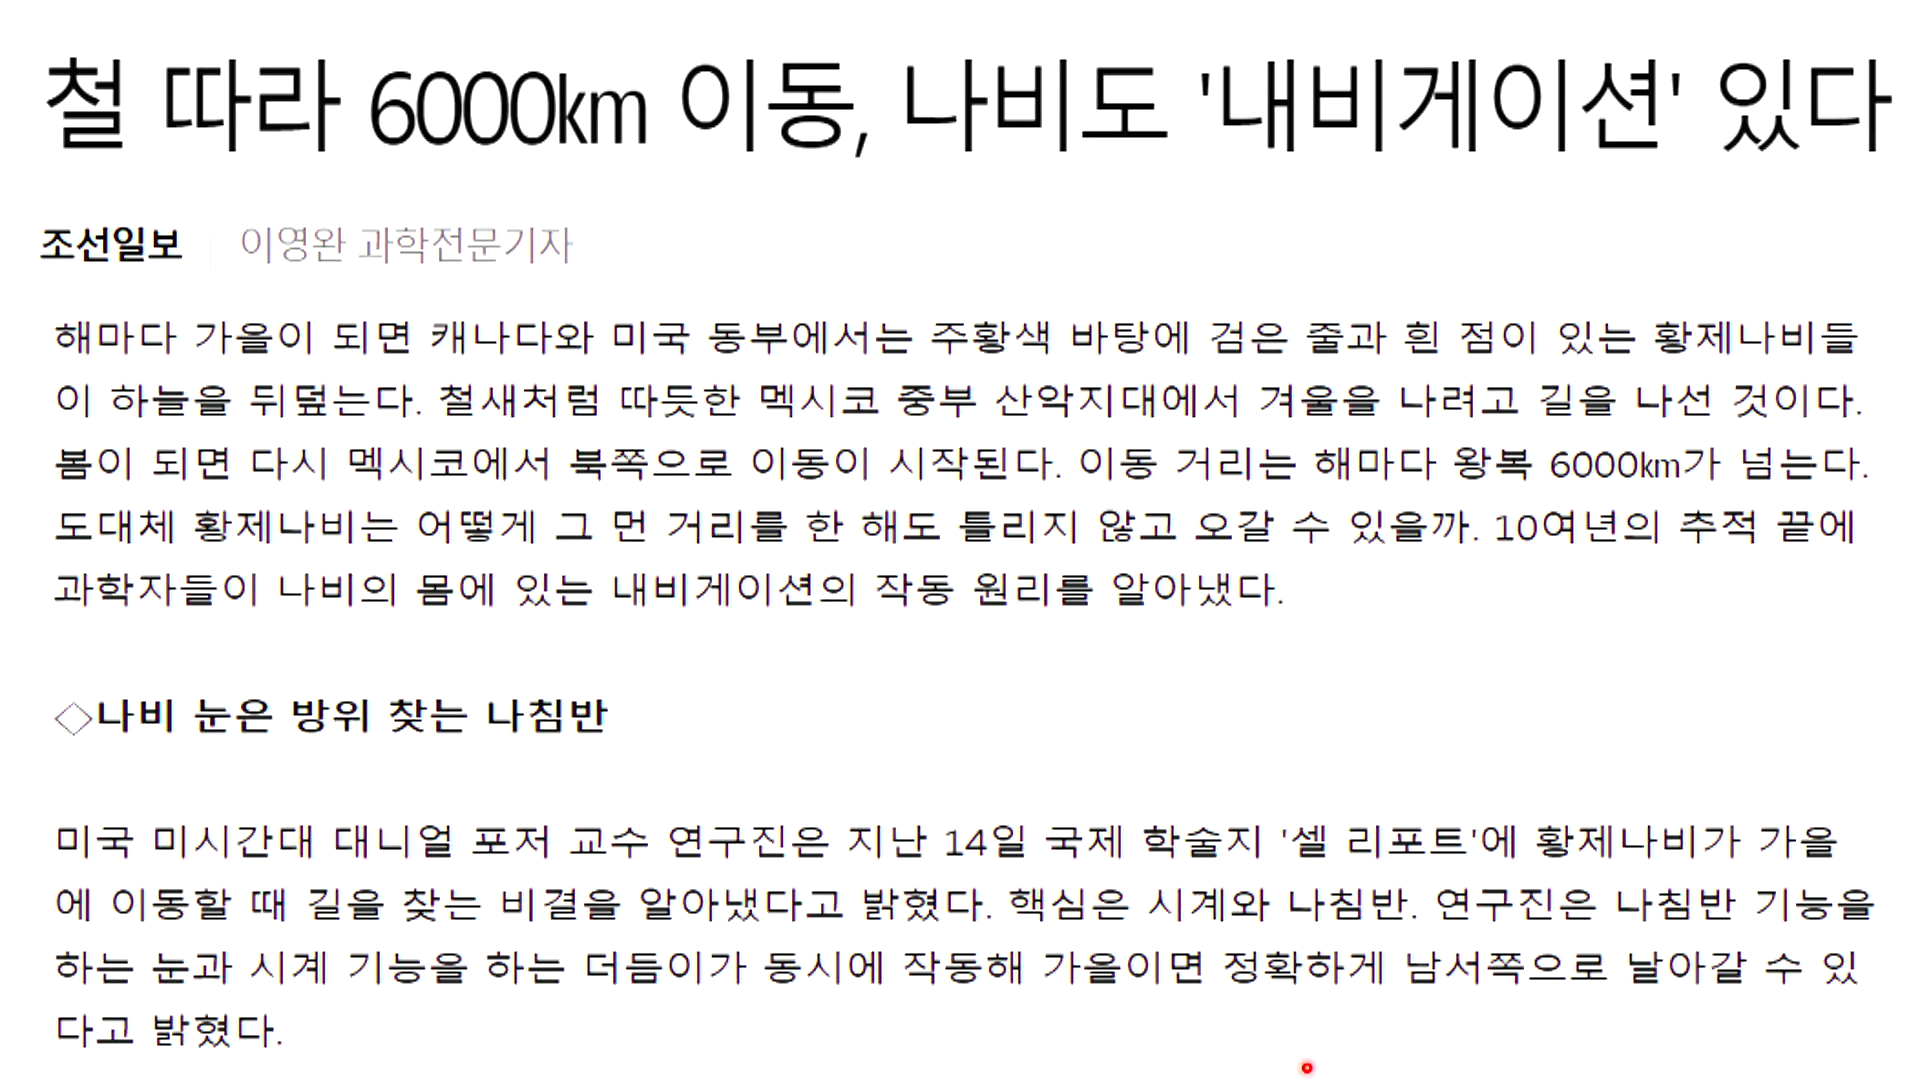 철 따라 6000km 이동, 나비도 '내비게이션' 있다
조선일보 이영완 과학전문기자
해마다 가을이 되면 캐나다와 미국 동부에서는 주황색 바탕에 검은 줄과 흰 점이 있는 황제나비들
이 하늘을 뒤덮는다. 철새처럼 따듯한 멕시코 중부 산악지대에서 겨울을 나려고 길을 나선 것이다.
봄이 되면 다시 멕시코에서 북쪽으로 이동이 시작된다. 이동 거리는 해마다 왕복 6000km가 넘는다.
도대체 황제나비는 어떻게 그 먼 거리를 한 해도 틀리지 않고 오갈 수 있을까. 10여년의 추적 끝에
과학자들이 나비의 몸에 있는 내비게이션의 작동 원리를 알아냈다.
◇나비 눈은 방위 찾는 나침반
미국 미시간대 대니얼 포저 교수 연구진은 지난 14일 국제 학술지 '셀 리포트'에 황제나비가 가을
에 이동할 때 길을 찾는 비결을 알아냈다고 밝혔다. 핵심은 시계와 나침반. 연구진은 나침반 기능을
하는 눈과 시계 기능을 하는 더듬이가 동시에 작동해 가을이면 정확하게 남서쪽으로 날아갈 수 있
다고 밝혔다.